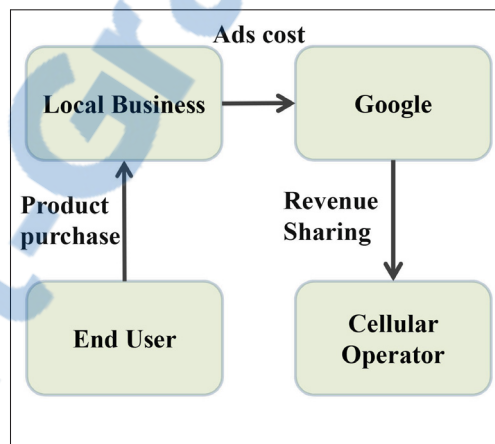 Ads cost
Local Business
Google
Product
purchase
Revenue
Sharing
End User
Cellular
Operator